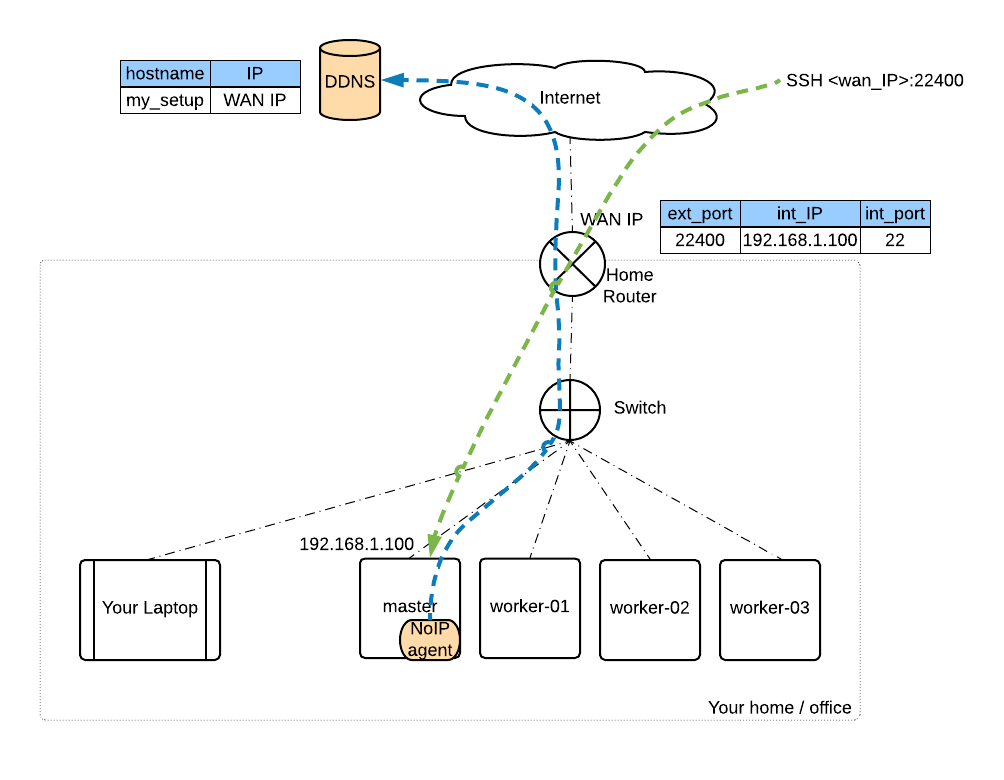 hostname IP
my_setup WAN IP
DDNS
Internet
SSH <wan_IP>:22400
WAN IP
ext_port int_IP int_port
22400 192.168.1.100 22
Home
Router
Switch
192.168.1.100
Your Laptop
master
NoIP
agent
worker-01
worker-02
worker-03
Your home / office